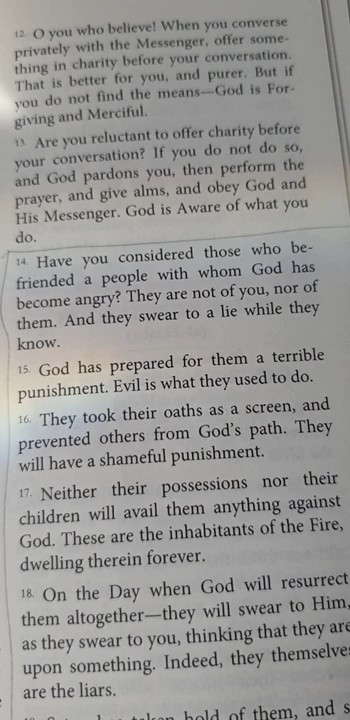 12. O you who believe! When you converse
privately with the Messenger, offer some-
thing in charity before your conversation.
That is better for you, and purer. But if
you do not find the means—God is For-
giving and Merciful.
13. Are you reluctant to offer charity before
your conversation? If you do not do so,
and God pardons you, then perform the
prayer, and give alms, and obey God and
His Messenger. God is Aware of what you
do.
14. Have you considered those who be-
friended a people with whom God has
become angry? They are not of you, nor of
them. And they swear to a lie while they
know.
15. God has prepared for them a terrible
punishment. Evil is what they used to do.
16. They took their oaths as a screen, and
prevented others from God's path. They
will have a shameful punishment.
17. Neither their possessions nor their
children will avail them anything against
God. These are the inhabitants of the Fire,
dwelling therein forever.
18. On the Day when God will resurrect
them altogether—they will swear to Him,
as they swear to you, thinking that they are
upon something. Indeed, they themselve
are the liars.
hold of them, and s